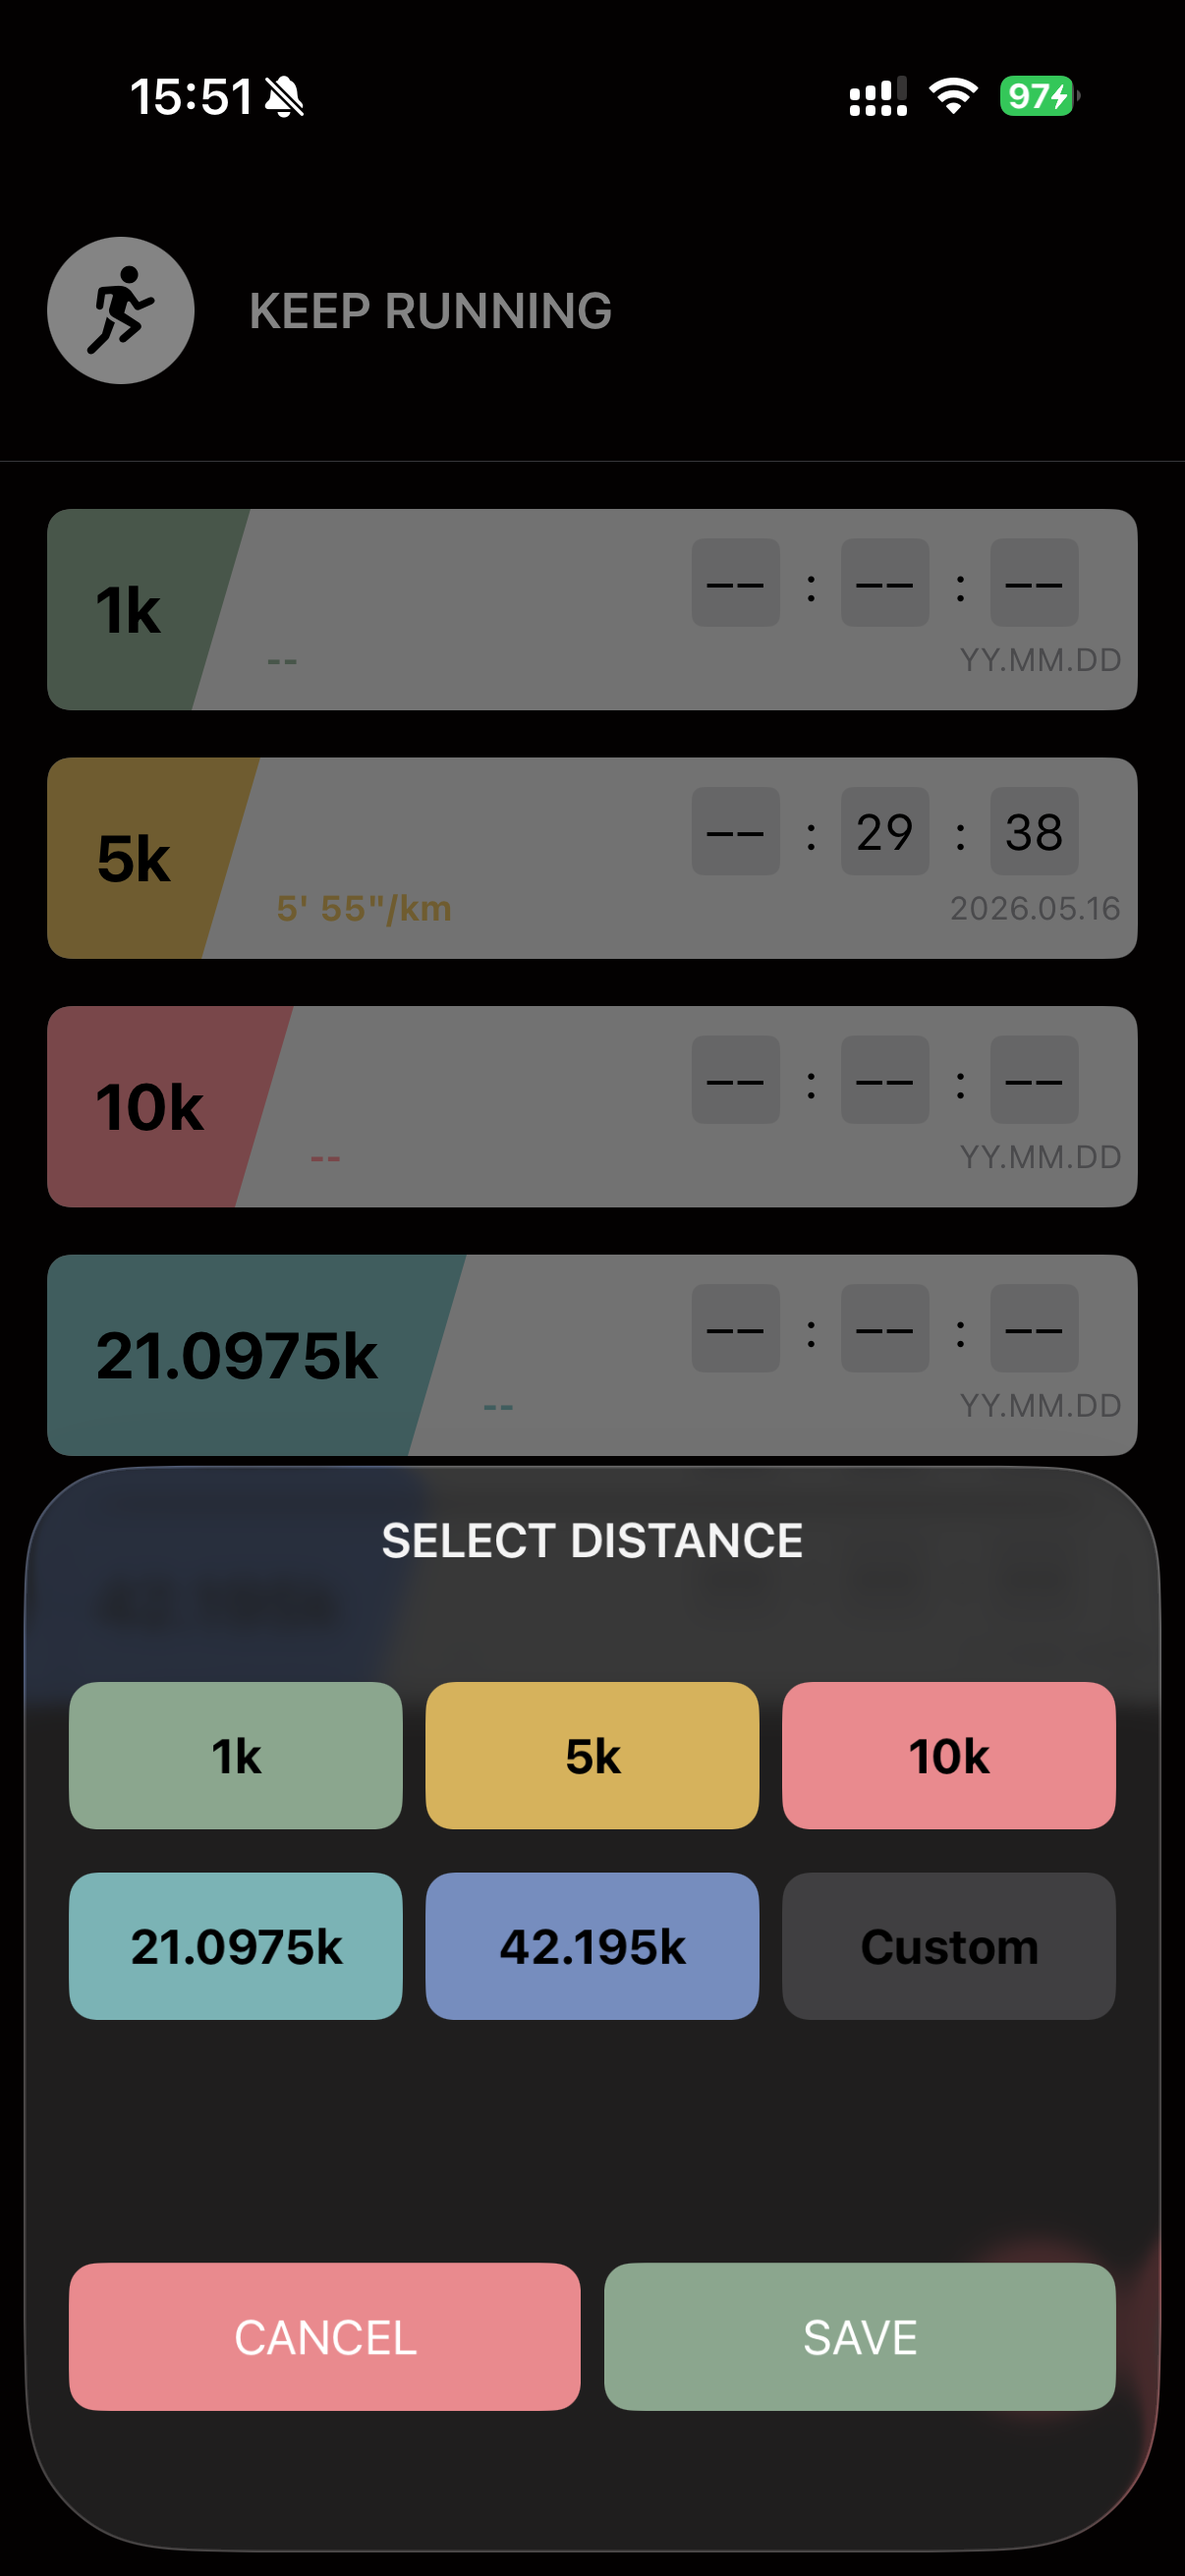 15:51
97
KEEP RUNNING
1k
-- : -- : --
--
YY.MM.DD
5k
-- : 29 : 38
5' 55"/km
2026.05.16
10k
-- : -- : --
--
YY.MM.DD
21.0975k
-- : -- : --
--
YY.MM.DD
SELECT DISTANCE
1k
5k
10k
21.0975k
42.195k
Custom
CANCEL
SAVE